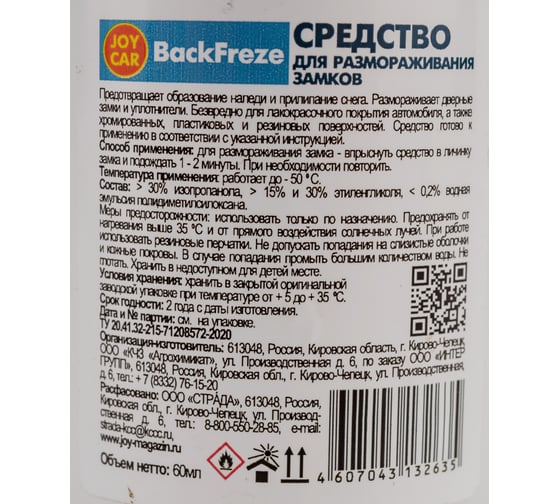 JOY
CAR
BackFreze
СРЕДСТВО
ДЛЯ РАЗМОРАЖИВАНИЯ
ЗАМКОВ
Предотвращает образование наледи и прилипание снега. Размораживает дверные
замки и уплотнители. Безвредно для лакокрасочного покрытия автомобиля, а также
хромированных, пластиковых и резиновых поверхностей. Средство готово к
применению в соответствии с указанной инструкцией.
Способ применения: для размораживания замка - впрыснуть средство в личинку
замка и подождать 1 - 2 минуты. При необходимости повторить.
Температура применения: работает до - 50 °С.
Состав: > 30% изопропанола, > 15% и 30% этиленгликоля, < 0,2% водная
эмульсия полидиметилсилоксана.
Меры предосторожности: использовать только по назначению. Предохранять от
нагревания выше 35 °С и от прямого воздействия солнечных лучей. При работе
использовать резиновые перчатки. Не допускать попадания на слизистые оболочки
и кожные покровы. В случае попадания промыть большим количеством воды. Не
глотать. Хранить в недоступном для детей месте.
Условия хранения: хранить в закрытой оригинальной
заводской упаковке при температуре от + 5 до + 35 °С.
Срок годности: 2 года с даты изготовления.
Дата и № партии: см. на упаковке.
ТУ 20.41.32-215-71208572-2020
Организация-изготовитель: 613048, Россия, Кировская область, г. Кирово-Чепецк,
ООО «КЧЗ «Агрохимикат», ул. Производственная д. 6, по заказу ООО «ИНТЕР
ГРУПП», 613048, Россия, Кировская обл., г. Кирово-Чепецк, ул. Производственная,
д. 6, тел.: + 7 (8332) 76-15-20
Расфасовано: ООО «СТРАДА», 613048, Россия,
Кировская обл., г. Кирово-Чепецк, ул. Производст-
венная д. 6, тел.: 8-800-550-28-85, e-mail:
strada-kcc@kccc.ru
www.joy-magazin.ru
Объем нетто: 60мл
4 607043 132635